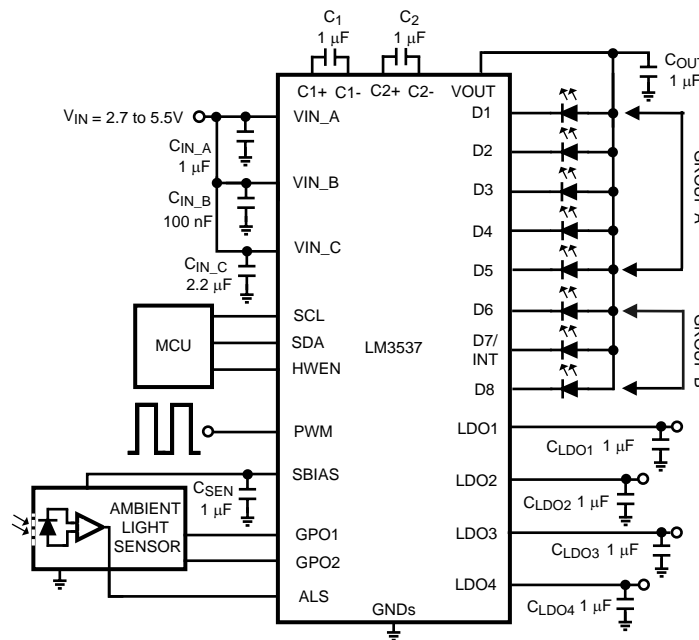 C1
1 µF
C2
1 µF
COUT
1 µF
C1+ C1- C2+ C2- VOUT
VIN = 2.7 to 5.5V
VIN_A
CIN_A
1 µF
VIN_B
CIN_B
100 nF
VIN_C
CIN_C
2.2 µF
MCU
SCL
SDA
HWEN
LM3537
PWM
SBIAS
CSEN
1 µF
AMBIENT
LIGHT
SENSOR
GPO1
GPO2
ALS
GNDs
D1
D2
D3
D4
D5
D6
D7/
INT
D8
LDO1
CLDO1 1 µF
LDO2
CLDO2 1 µF
LDO3
CLDO3 1 µF
LDO4
CLDO4 1 µF